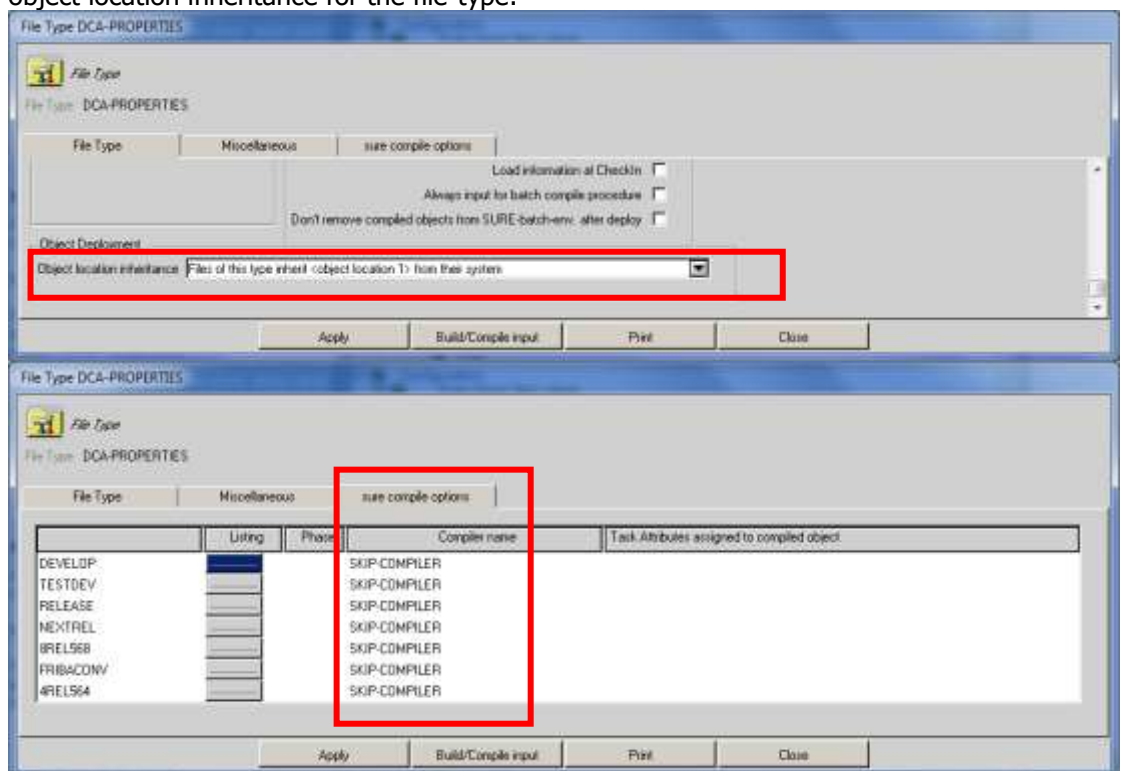 object location inheritance for the file type.
File Type DCA-PROPERTIES
File Type
File Type DCA-PROPERTIES
File Type Miscellaneous sure compile options
Load information at CheckIn
Always input for batch compile procedure
Don't remove compiled objects from SURE-batch-env. after deploy
Object Deployment
Object location inheritance Files of this type inherit <object location 1> from their system
Apply Build/Compile input Print Close
File Type DCA-PROPERTIES
File Type
File Type DCA-PROPERTIES
File Type Miscellaneous sure compile options
Listing Phase Compiler name Task Attributes assigned to compiled object
DEVELOP SKIP-COMPILER
TESTDEV SKIP-COMPILER
RELEASE SKIP-COMPILER
NEXTREL SKIP-COMPILER
8REL568 SKIP-COMPILER
FRIBACONV SKIP-COMPILER
4REL564 SKIP-COMPILER
Apply Build/Compile input Print Close